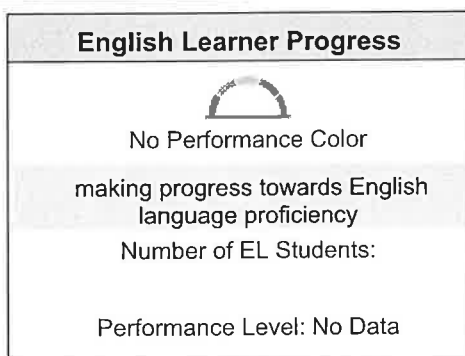 English Learner Progress
No Performance Color
making progress towards English
language proficiency
Number of EL Students:
Performance Level: No Data